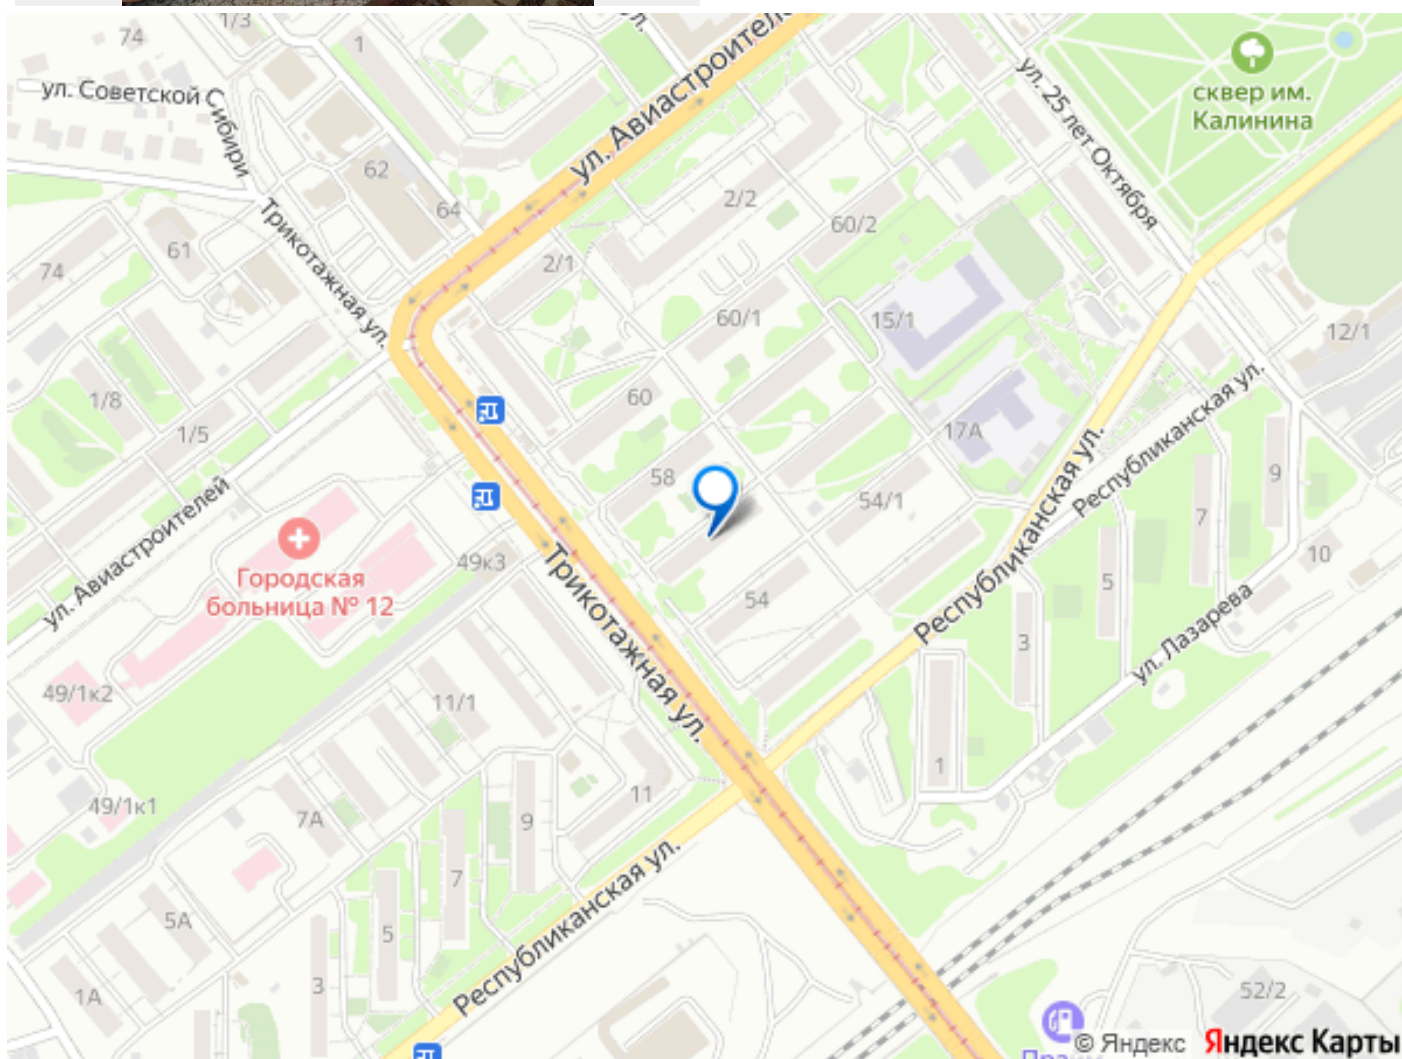 1/3
74
1
ул. Авиастроителе
ул. 25 лет Октября
сквер им.
Калинина
ул. Советской Сибири
62
64
2/2
60/2
61
Трикотажная ул.
2/1
74
60/1
15/1
12/1
1/8
60
1/5
17А
Республиканская ул.
Республиканская ул.
9
58
54/1
7
ул. Авиастроителей
Городская
больница № 12
49к3
Трикотажная ул.
54
5
10
3
ул. Лазарева
49/1к2
11/1
1
49/1к1
7А
11
9
7
Республиканская ул.
5А
5
3
1А
52/2
© Яндекс
Яндекс Карты